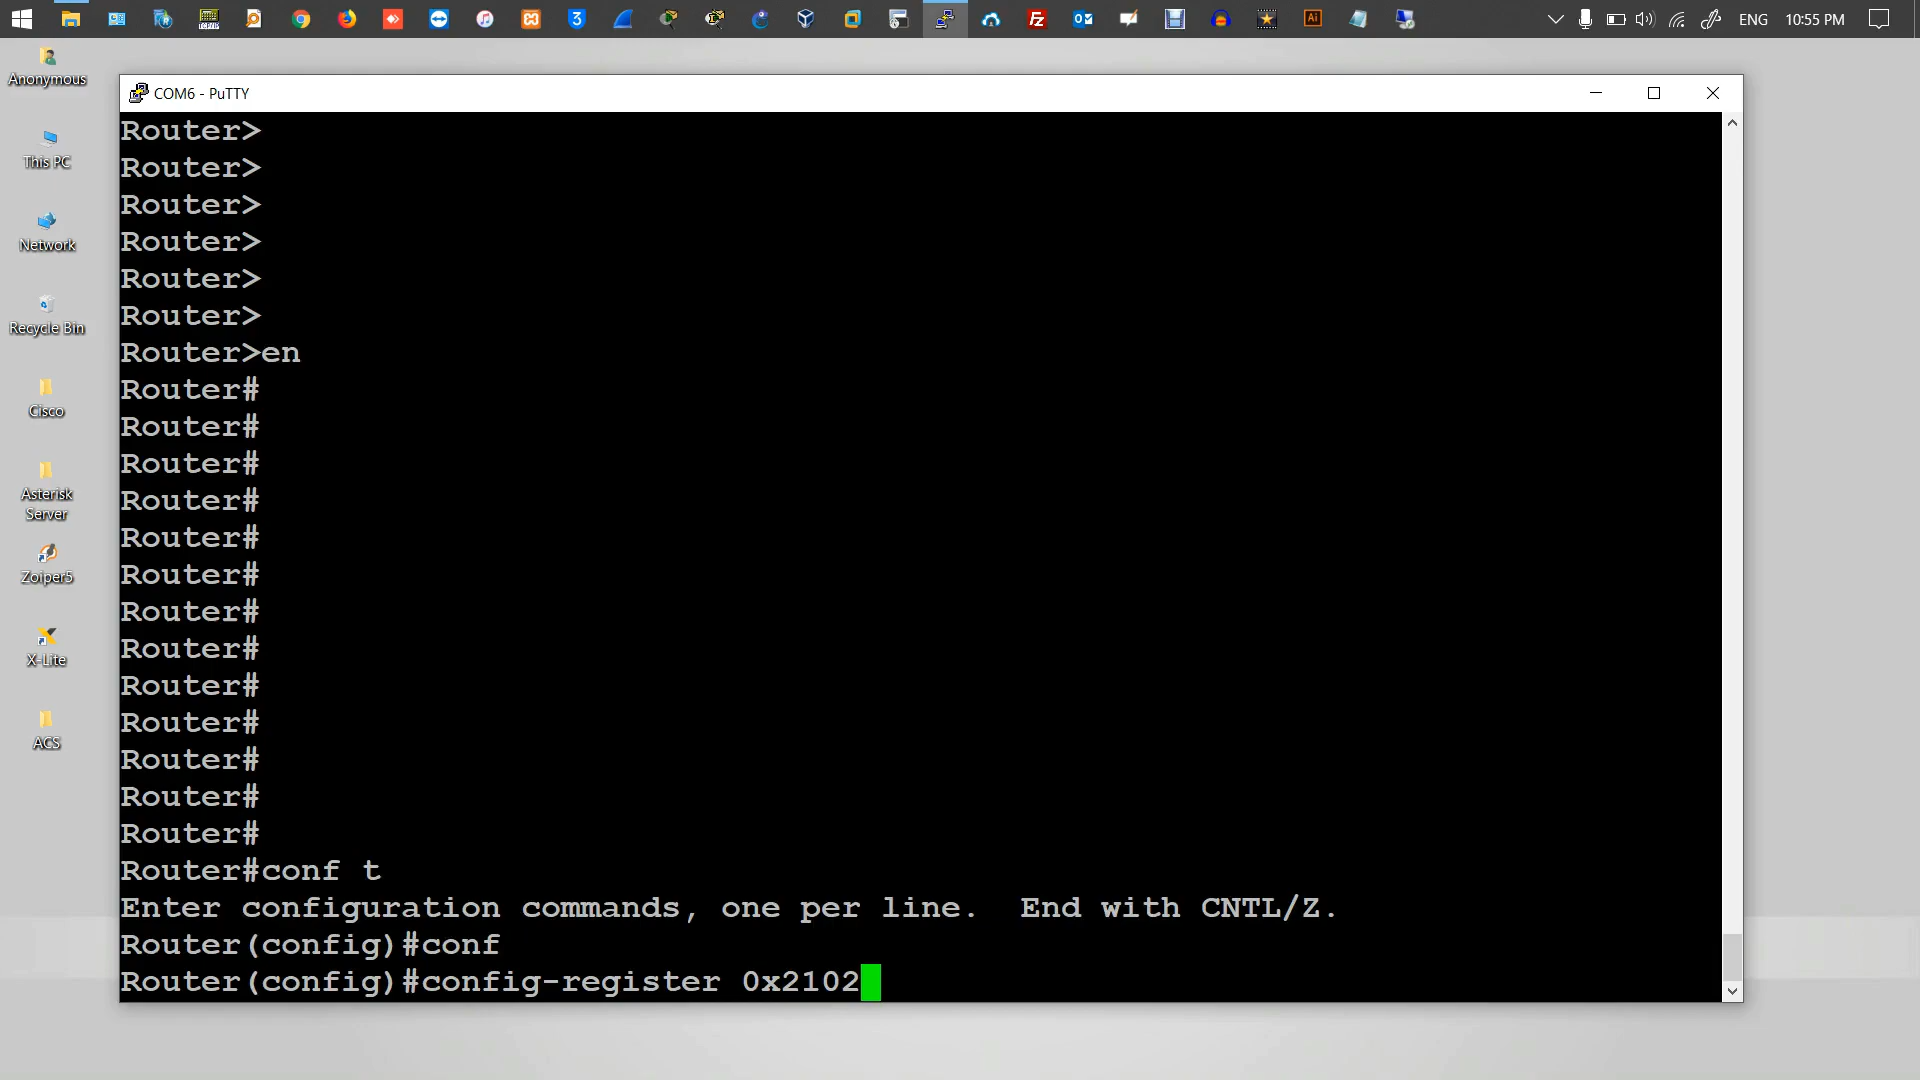 ENG
10:55 PM
Anonymous
This PC
Network
Recycle Bin
Cisco
Asterisk
Server
Zoiper5
X-Lite
ACS
COM6 - PuTTY
Router>
Router>
Router>
Router>
Router>
Router>
Router>en
Router#
Router#
Router#
Router#
Router#
Router#
Router#
Router#
Router#
Router#
Router#
Router#
Router#
Router#conf t
Enter configuration commands, one per line.  End with CNTL/Z.
Router(config)#conf
Router(config)#config-register 0x2102